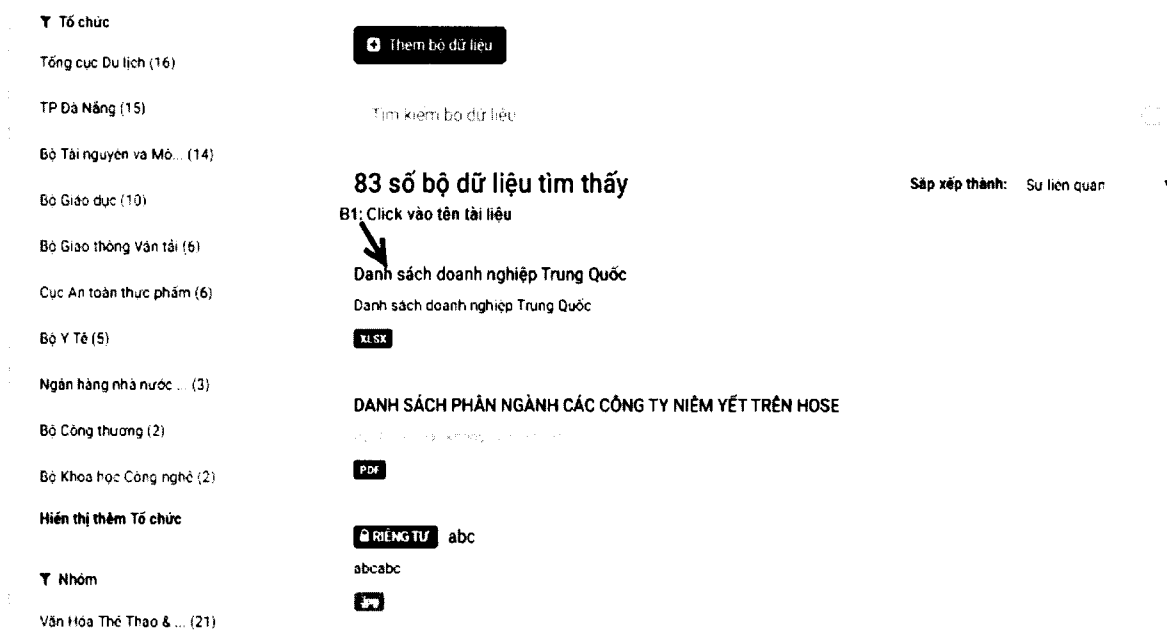 Tổ chức
Tổng cục Du lịch (16)
TP Đà Nẵng (15)
Bộ Tài nguyên và Mô... (14)
Bộ Giáo dục (10)
Bộ Giao thông Vân tải (6)
Cục An toàn thực phẩm (6)
Bộ Y Tế (5)
Ngân hàng nhà nước ... (3)
Bộ Công thương (2)
Bộ Khoa học Công nghệ (2)
Hiển thị thêm Tổ chức
Nhóm
Văn Hóa Thể Thao & ... (21)
Thêm bộ dữ liệu
Tìm kiếm bộ dữ liệu
83 số bộ dữ liệu tìm thấy
Sắp xếp thành: Sự liên quan
B1: Click vào tên tài liệu
Danh sách doanh nghiệp Trung Quốc
Danh sách doanh nghiệp Trung Quốc
XLSX
DANH SÁCH PHÂN NGÀNH CÁC CÔNG TY NIÊM YẾT TRÊN HOSE
PDF
RIÊNG TƯ abc
abcabc
jpg